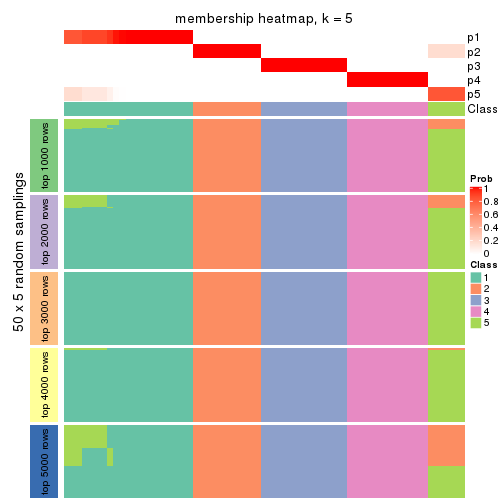 membership heatmap, k = 5
p1
p2
p3
p4
p5
Class
50 x 5 random samplings
top 1000 rows
top 2000 rows
top 3000 rows
top 4000 rows
top 5000 rows
Prob
1
0.8
0.6
0.4
0.2
0
Class
1
2
3
4
5